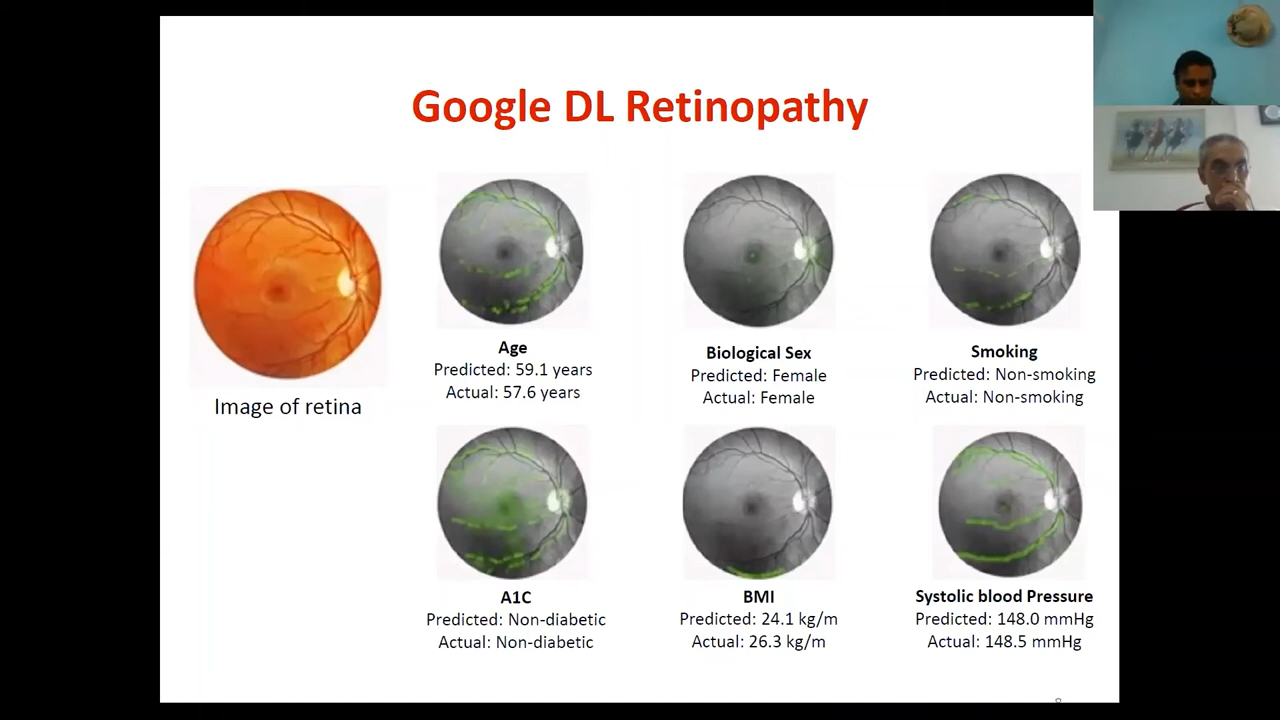 Google DL Retinopathy
Image of retina
Age
Predicted: 59.1 years
Actual: 57.6 years
Biological Sex
Predicted: Female
Actual: Female
Smoking
Predicted: Non-smoking
Actual: Non-smoking
A1C
Predicted: Non-diabetic
Actual: Non-diabetic
BMI
Predicted: 24.1 kg/m
Actual: 26.3 kg/m
Systolic blood Pressure
Predicted: 148.0 mmHg
Actual: 148.5 mmHg